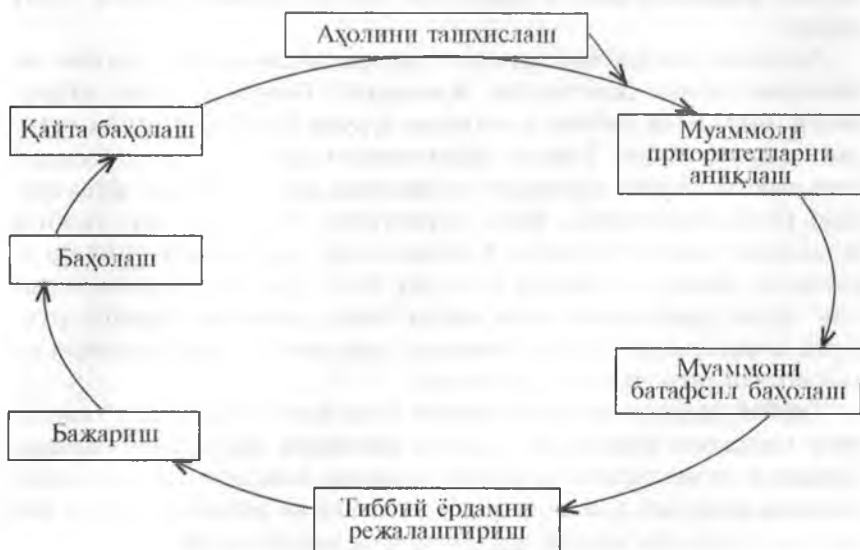 Аҳолини ташхислаш
Муаммоли
приоритетларни
аниқлаш
Муаммони
батафсил баҳолаш
Тиббий ёрдамни
режалаштириш
Бажариш
Баҳолаш
Қайта баҳолаш